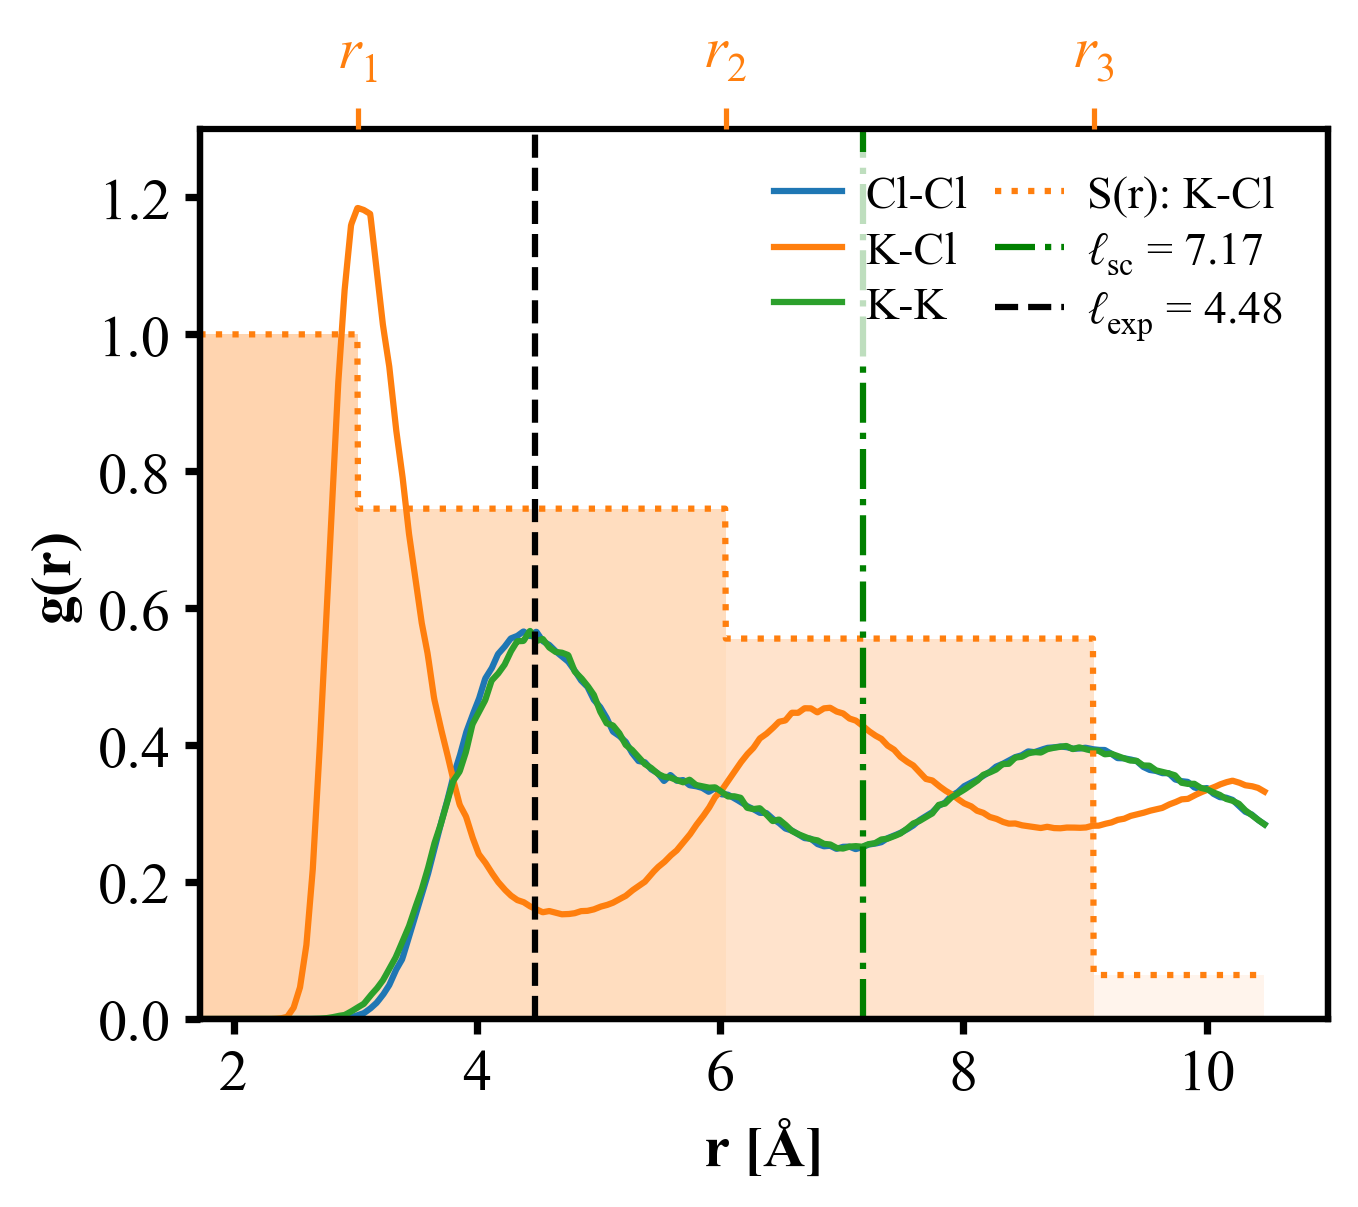 r1 r2 r3
1.2
1.0
0.8
0.6
0.4
0.2
0.0
g(r)
Cl-Cl
K-Cl
K-K
S(r): K-Cl
ℓsc = 7.17
ℓexp = 4.48
2 4 6 8 10
r [Å]